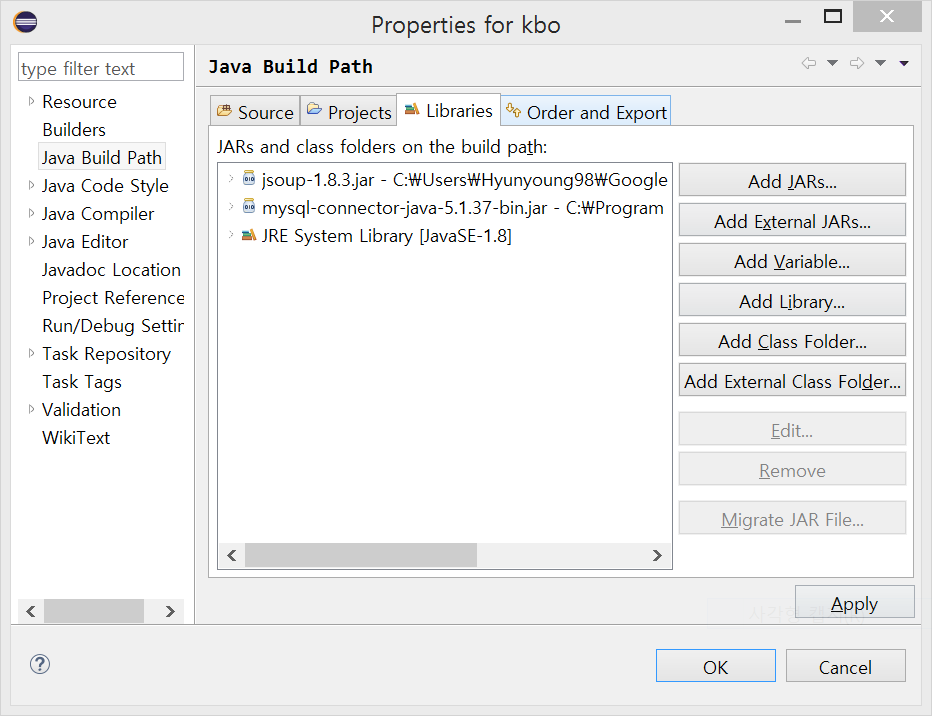 Properties for kbo
type filter text
Resource
Builders
Java Build Path
Java Code Style
Java Compiler
Java Editor
Javadoc Location
Project Reference
Run/Debug Settin
Task Repository
Task Tags
Validation
WikiText
Java Build Path
Source
Projects
Libraries
Order and Export
JARs and class folders on the build path:
jsoup-1.8.3.jar - C:₩Users₩Hyunyoung98₩Google
mysql-connector-java-5.1.37-bin.jar - C:₩Program
JRE System Library [JavaSE-1.8]
Add JARs...
Add External JARs...
Add Variable...
Add Library...
Add Class Folder...
Add External Class Folder...
Edit...
Remove
Migrate JAR File...
Apply
OK
Cancel